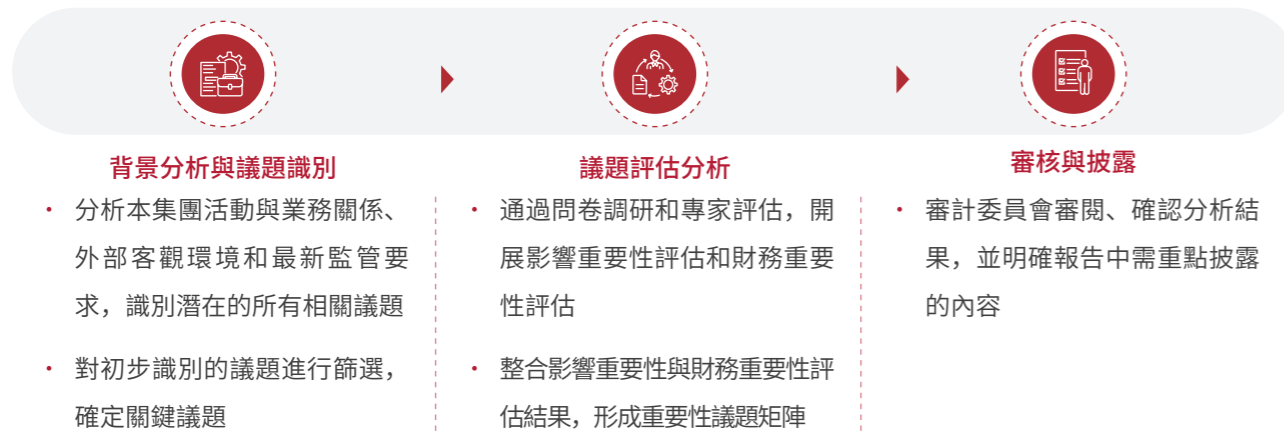 背景分析與議題識別
• 分析本集團活動與業務關係、
外部客觀環境和最新監管要
求，識別潛在的所有相關議題
• 對初步識別的議題進行篩選，
確定關鍵議題
議題評估分析
• 通過問卷調研和專家評估，開
展影響重要性評估和財務重要
性評估
• 整合影響重要性與財務重要性評
估結果，形成重要性議題矩陣
審核與披露
• 審計委員會審閱、確認分析結
果，並明確報告中需重點披露
的內容